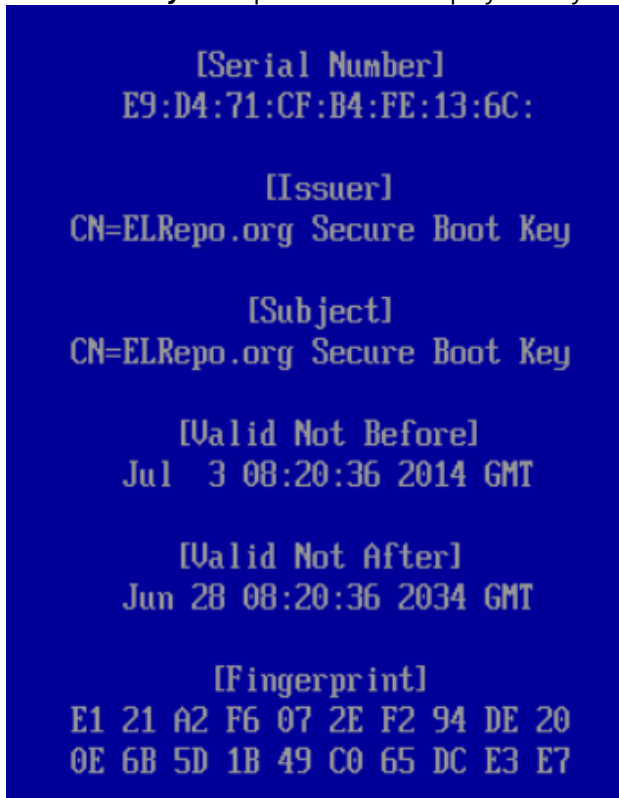 [Serial Number]
E9:D4:71:CF:B4:FE:13:6C:
[Issuer]
CN=ELRepo.org Secure Boot Key
[Subject]
CN=ELRepo.org Secure Boot Key
[Valid Not Before]
Jul  3 08:20:36 2014 GMT
[Valid Not After]
Jun 28 08:20:36 2034 GMT
[Fingerprint]
E1 21 A2 F6 07 2E F2 94 DE 20
0E 6B 5D 1B 49 C0 65 DC E3 E7